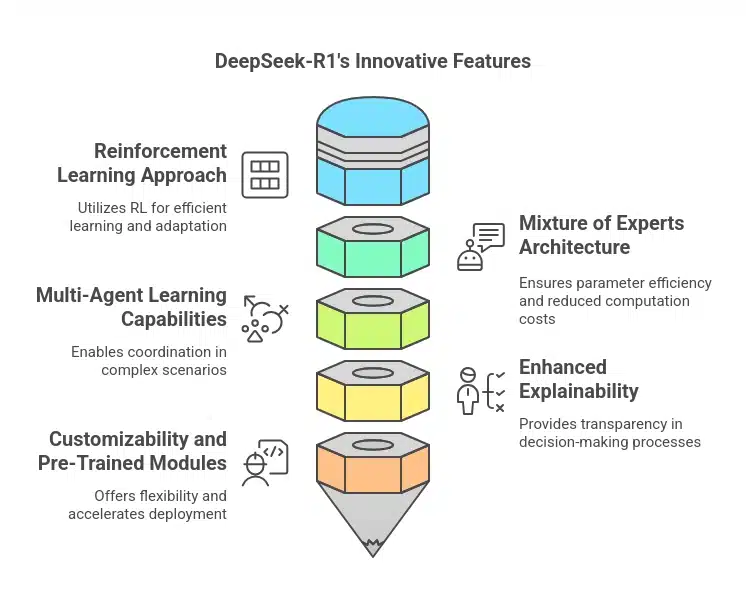 DeepSeek-R1's Innovative Features
Reinforcement
Learning Approach
Utilizes RL for efficient
learning and adaptation
Mixture of Experts
Architecture
Ensures parameter efficiency
and reduced computation
costs
Multi-Agent Learning
Capabilities
Enables coordination in
complex scenarios
Enhanced
Explainability
Provides transparency in
decision-making processes
Customizability and
Pre-Trained Modules
Offers flexibility and
accelerates deployment